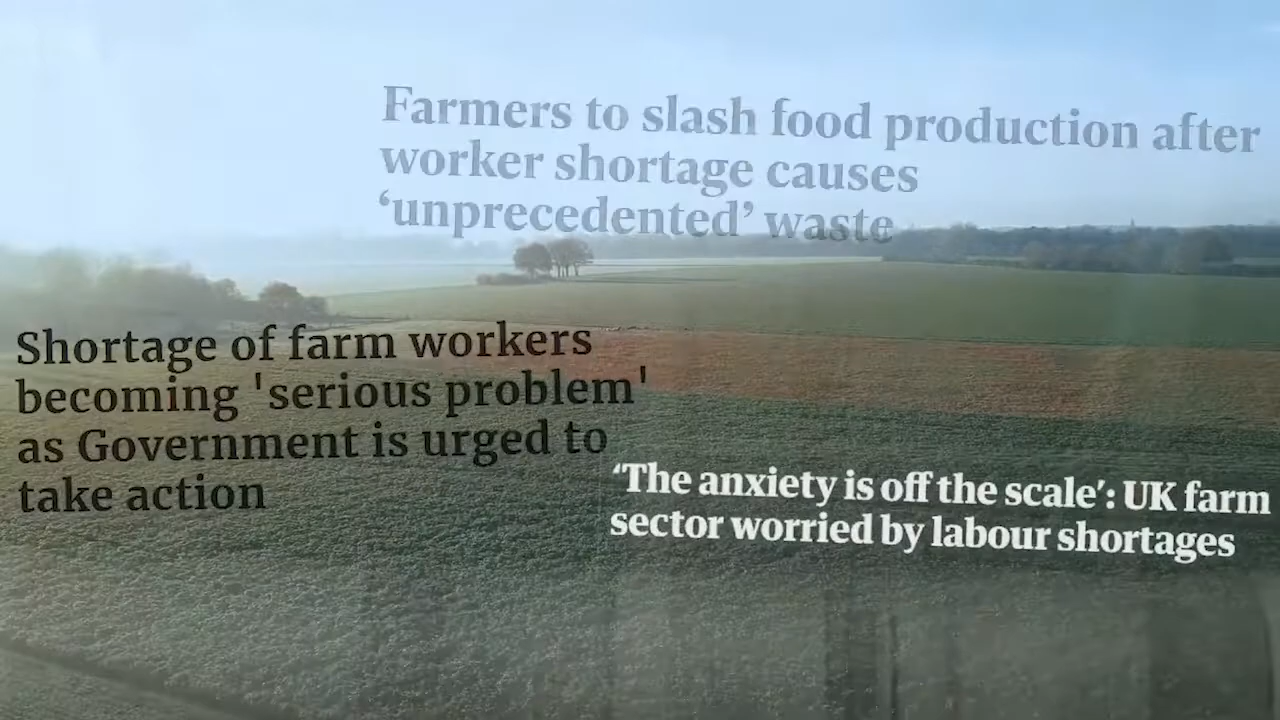 Farmers to slash food production after
worker shortage causes
‘unprecedented’ waste
Shortage of farm workers
becoming 'serious problem'
as Government is urged to
take action
‘The anxiety is off the scale’: UK farm
sector worried by labour shortages